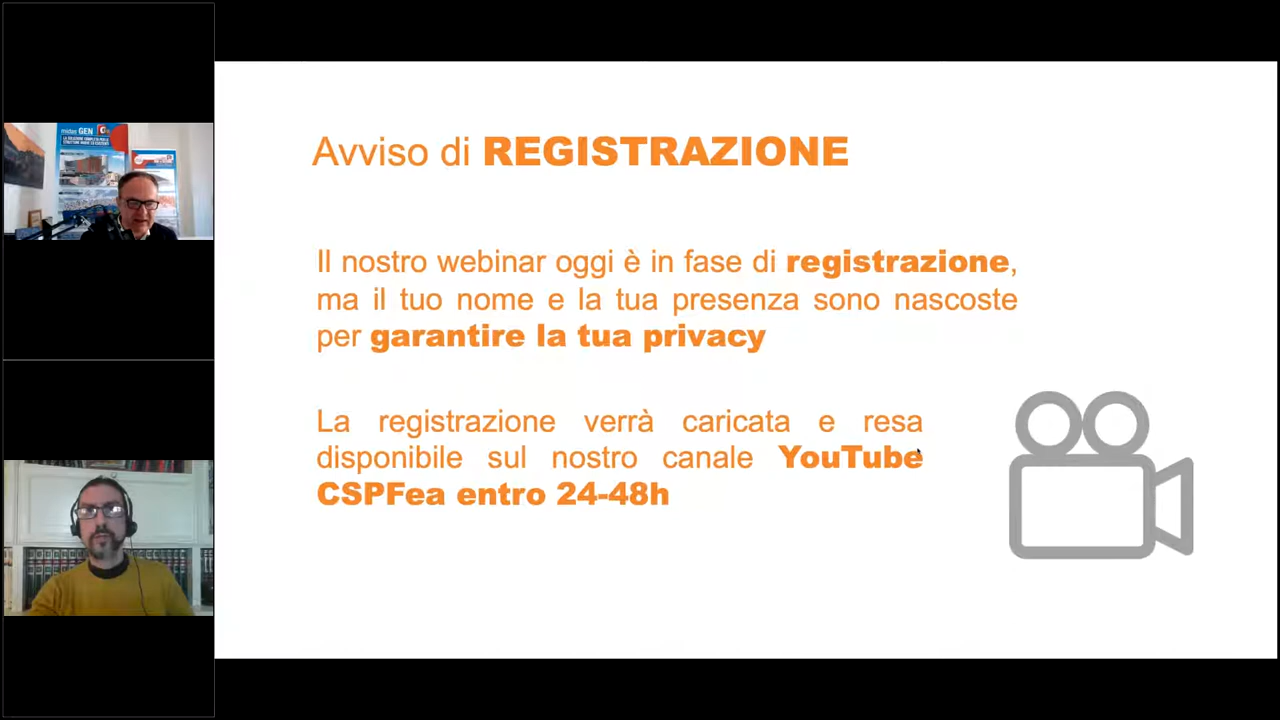 midas GEN
Avviso di REGISTRAZIONE
Il nostro webinar oggi è in fase di registrazione,
ma il tuo nome e la tua presenza sono nascoste
per garantire la tua privacy
La registrazione verrà caricata e resa
disponibile sul nostro canale YouTube
CSPFea entro 24-48h